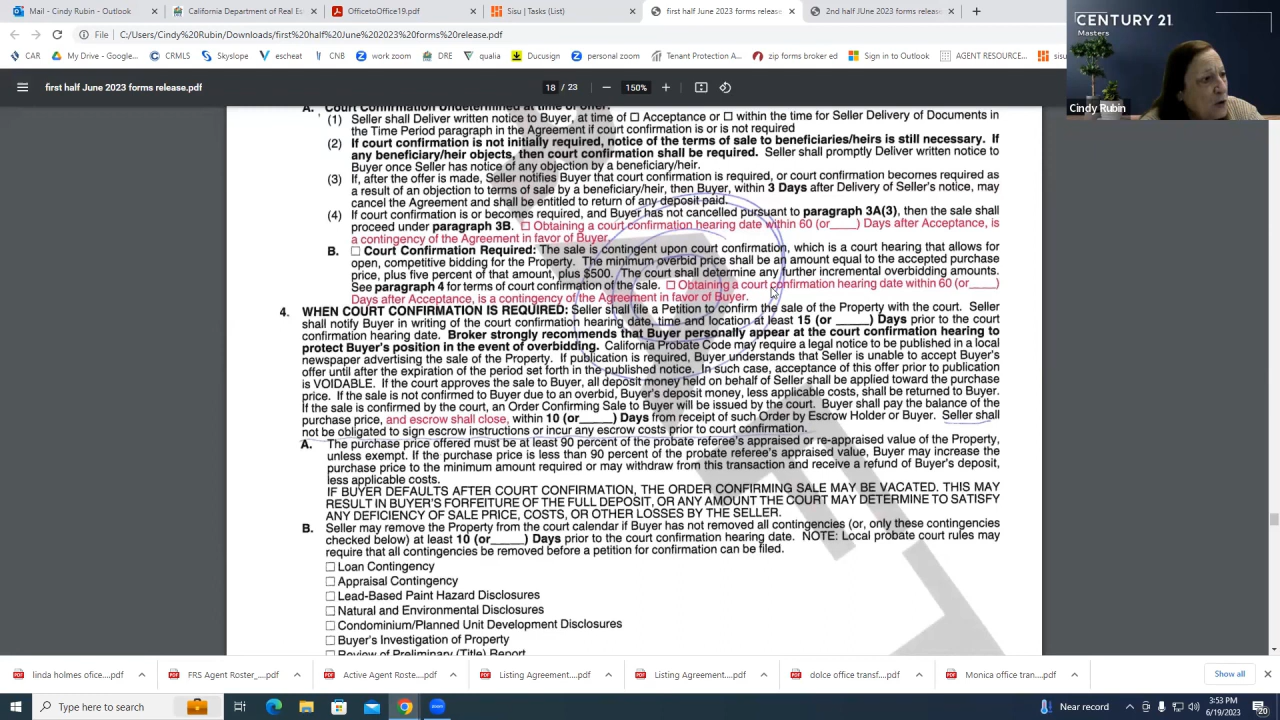 Mail - Cindy Rubin - Outlook
California Department of Real Est
OfficetoOffice19.pdf
Sisu | Tasks (List)
first half June 2023 forms release
2nd half JUne 2023 forms release
File
C:/Users/Cindy%20Rubin/Downloads/first%20half%20June%202023%20forms%20release.pdf
CAR
My Drive - Google...
CRMLS
Skyslope
escheat
CNB
zoom
DRE
qualia
Ducusign
personal zoom
Tenant Protection A...
zip forms broker ed
Sign in to Outlook
AGENT RESOURCE...
sisu
first half June 2023 forms release.pdf
18 / 23
150%
CENTURY 21
Masters
Cindy Rubin
A. Court Confirmation Undetermined at time of offer:
(1) Seller shall Deliver written notice to Buyer, at time of ☐ Acceptance or ☐ within the time for Seller Delivery of Documents in
the Time Period paragraph in the Agreement if court confirmation is or is not required
(2) If court confirmation is not initially required, notice of the terms of sale to beneficiaries/heirs is still necessary. If
any beneficiary/heir objects, then court confirmation shall be required. Seller shall promptly Deliver written notice to
Buyer once Seller has notice of any objection by a beneficiary/heir.
(3) If, after the offer is made, Seller notifies Buyer that court confirmation is required, or court confirmation becomes required as
a result of an objection to terms of sale by a beneficiary/heir, then Buyer, within 3 Days after Delivery of Seller's notice, may
cancel the Agreement and shall be entitled to return of any deposit paid.
(4) If court confirmation is or becomes required, and Buyer has not cancelled pursuant to paragraph 3A(3), then the sale shall
proceed under paragraph 3B. ☐ Obtaining a court confirmation hearing date within 60 (or____) Days after Acceptance, is
a contingency of the Agreement in favor of Buyer.
B. ☐ Court Confirmation Required: The sale is contingent upon court confirmation, which is a court hearing that allows for
open, competitive bidding for the Property. The minimum overbid price shall be an amount equal to the accepted purchase
price, plus five percent of that amount, plus $500. The court shall determine any further incremental overbidding amounts.
See paragraph 4 for terms of court confirmation of the sale. ☐ Obtaining a court confirmation hearing date within 60 (or____)
Days after Acceptance, is a contingency of the Agreement in favor of Buyer.
4. WHEN COURT CONFIRMATION IS REQUIRED: Seller shall file a Petition to confirm the sale of the Property with the court. Seller
shall notify Buyer in writing of the court confirmation hearing date, time and location at least 15 (or _____) Days prior to the court
confirmation hearing date. Broker strongly recommends that Buyer personally appear at the court confirmation hearing to
protect Buyer's position in the event of overbidding. California Probate Code may require a legal notice to be published in a local
newspaper advertising the sale of the Property. If publication is required, Buyer understands that Seller is unable to accept Buyer's
offer until after the expiration of the period set forth in the published notice. In such case, acceptance of this offer prior to publication
is VOIDABLE. If the court approves the sale to Buyer, all deposit money held on behalf of Seller shall be applied toward the purchase
price. If the sale is not confirmed to Buyer due to an overbid, Buyer's deposit money, less applicable costs, shall be returned to Buyer.
If the sale is confirmed by the court, an Order Confirming Sale to Buyer will be issued by the court. Buyer shall pay the balance of the
purchase price, and escrow shall close, within 10 (or_____) Days from receipt of such Order by Escrow Holder or Buyer. Seller shall
not be obligated to sign escrow instructions or incur any escrow costs prior to court confirmation.
A. The purchase price offered must be at least 90 percent of the probate referee's appraised or re-appraised value of the Property,
unless exempt. If the purchase price is less than 90 percent of the probate referee's appraised value, Buyer may increase the
purchase price to the minimum amount required or may withdraw from this transaction and receive a refund of Buyer's deposit,
less applicable costs.
IF BUYER DEFAULTS AFTER COURT CONFIRMATION, THE ORDER CONFIRMING SALE MAY BE VACATED. THIS MAY
RESULT IN BUYER'S FORFEITURE OF THE FULL DEPOSIT, OR ANY AMOUNT THE COURT MAY DETERMINE TO SATISFY
ANY DEFICIENCY OF SALE PRICE, COSTS, OR OTHER LOSSES BY THE SELLER.
B. Seller may remove the Property from the court calendar if Buyer has not removed all contingencies (or, only these contingencies
checked below) at least 10 (or_____) Days prior to the court confirmation hearing date. NOTE: Local probate court rules may
require that all contingencies be removed before a petition for confirmation can be filed.
☐ Loan Contingency
☐ Appraisal Contingency
☐ Lead-Based Paint Hazard Disclosures
☐ Natural and Environmental Disclosures
☐ Condominium/Planned Unit Development Disclosures
☐ Buyer's Investigation of Property
☐ Review of Preliminary (Title) Report
linda holmes ofice....pdf
FRS Agent Roster_....pdf
Active Agent Roste....pdf
Listing Agreement....pdf
Listing Agreement....pdf
dolce office transf....pdf
Monica office tran....pdf
Show all
Type here to search
Near record
3:53 PM
6/19/2023
20